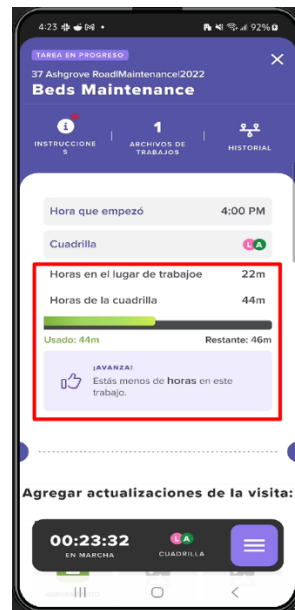 4:23
92%
TAREA EN PROGRESO
37 Ashgrove Road|Maintenance|2022
Beds Maintenance
INSTRUCCIONE
S
1
ARCHIVOS DE
TRABAJOS
HISTORIAL
Hora que empezó 4:00 PM
Cuadrilla L A
Horas en el lugar de trabajoe 22m
Horas de la cuadrilla 44m
Usado: 44m Restante: 46m
¡AVANZA!
Estás menos de horas en este
trabajo.
Agregar actualizaciones de la visita:
00:23:32
EN MARCHA
L A
CUADRILLA